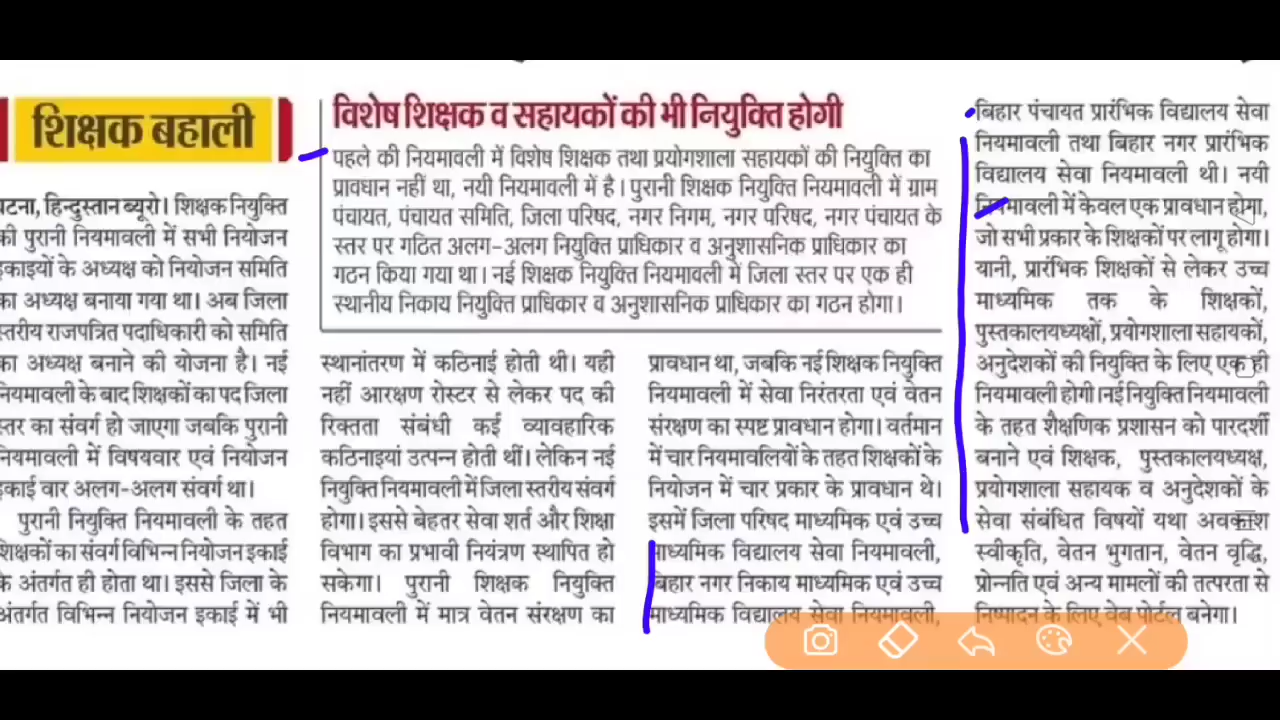 शिक्षक बहाली
पटना, हिन्दुस्तान ब्यूरो। शिक्षक नियुक्ति
की पुरानी नियमावली में सभी नियोजन
इकाइयों के अध्यक्ष को नियोजन समिति
का अध्यक्ष बनाया गया था। अब जिला
स्तरीय राजपत्रित पदाधिकारी को समिति
का अध्यक्ष बनाने की योजना है। नई
नियमावली के बाद शिक्षकों का पद जिला
स्तर का संवर्ग हो जाएगा जबकि पुरानी
नियमावली में विषयवार एवं नियोजन
इकाई वार अलग-अलग संवर्ग था।
पुरानी नियुक्ति नियमावली के तहत
शिक्षकों का संवर्ग विभिन्न नियोजन इकाई
के अंतर्गत ही होता था। इससे जिला के
अंतर्गत विभिन्न नियोजन इकाई में भी
विशेष शिक्षक व सहायकों की भी नियुक्ति होगी
पहले की नियमावली में विशेष शिक्षक तथा प्रयोगशाला सहायकों की नियुक्ति का
प्रावधान नहीं था, नयी नियमावली में है। पुरानी शिक्षक नियुक्ति नियमावली में ग्राम
पंचायत, पंचायत समिति, जिला परिषद, नगर निगम, नगर परिषद, नगर पंचायत के
स्तर पर गठित अलग-अलग नियुक्ति प्राधिकार व अनुशासनिक प्राधिकार का
गठन किया गया था। नई शिक्षक नियुक्ति नियमावली में जिला स्तर पर एक ही
स्थानीय निकाय नियुक्ति प्राधिकार व अनुशासनिक प्राधिकार का गठन होगा।
स्थानांतरण में कठिनाई होती थी। यही
नहीं आरक्षण रोस्टर से लेकर पद की
रिक्तता संबंधी कई व्यावहारिक
कठिनाइयां उत्पन्न होती थीं। लेकिन नई
नियुक्ति नियमावली में जिला स्तरीय संवर्ग
होगा। इससे बेहतर सेवा शर्त और शिक्षा
विभाग का प्रभावी नियंत्रण स्थापित हो
सकेगा। पुरानी शिक्षक नियुक्ति
नियमावली में मात्र वेतन संरक्षण का
प्रावधान था, जबकि नई शिक्षक नियुक्ति
नियमावली में सेवा निरंतरता एवं वेतन
संरक्षण का स्पष्ट प्रावधान होगा। वर्तमान
में चार नियमावलियों के तहत शिक्षकों के
नियोजन में चार प्रकार के प्रावधान थे।
इसमें जिला परिषद माध्यमिक एवं उच्च
माध्यमिक विद्यालय सेवा नियमावली,
बिहार नगर निकाय माध्यमिक एवं उच्च
माध्यमिक विद्यालय सेवा नियमावली,
बिहार पंचायत प्रारंभिक विद्यालय सेवा
नियमावली तथा बिहार नगर प्रारंभिक
विद्यालय सेवा नियमावली थी। नयी
नियमावली में केवल एक प्रावधान होगा,
जो सभी प्रकार के शिक्षकों पर लागू होगा।
यानी, प्रारंभिक शिक्षकों से लेकर उच्च
माध्यमिक तक के शिक्षकों,
पुस्तकालयध्यक्षों, प्रयोगशाला सहायकों,
अनुदेशकों की नियुक्ति के लिए एक ही
नियमावली होगी। नई नियुक्ति नियमावली
के तहत शैक्षणिक प्रशासन को पारदर्शी
बनाने एवं शिक्षक, पुस्तकालयध्यक्ष,
प्रयोगशाला सहायक व अनुदेशकों के
सेवा संबंधित विषयों यथा अवकाश
स्वीकृति, वेतन भुगतान, वेतन वृद्धि,
प्रोन्नति एवं अन्य मामलों की तत्परता से
निष्पादन के लिए वेब पोर्टल बनेगा।